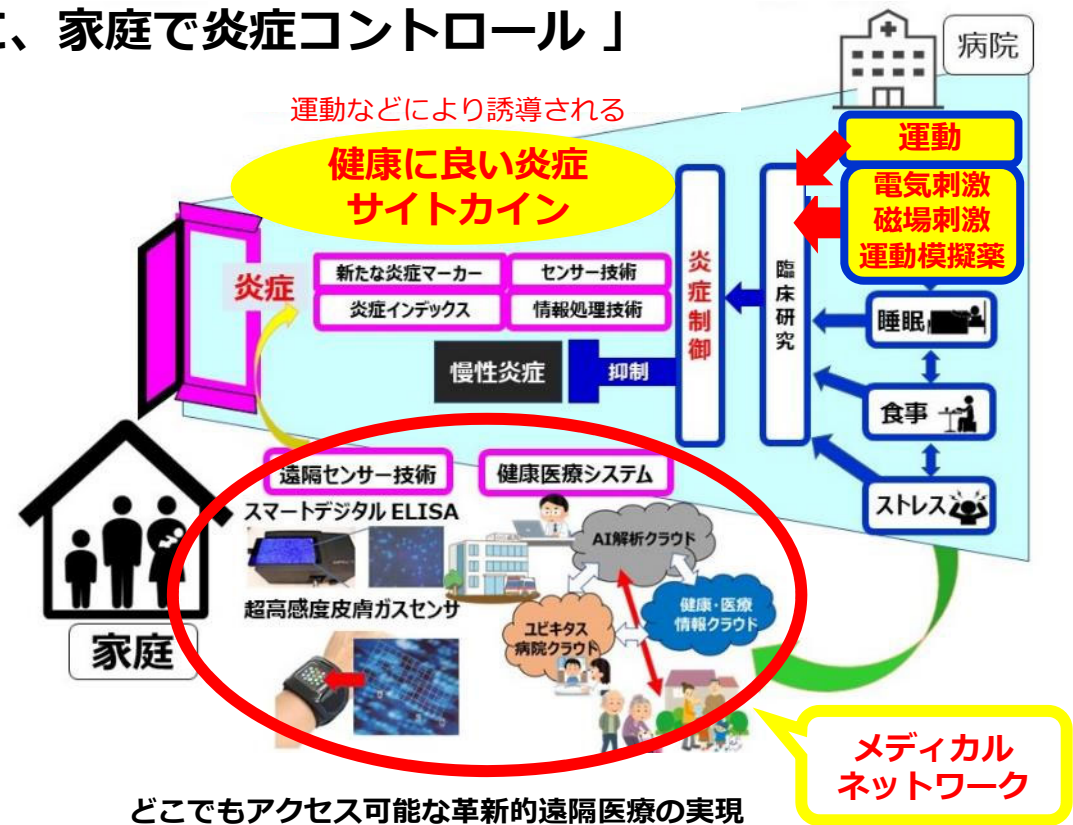 に、家庭で炎症コントロール 」
病院
運動などにより誘導される
健康に良い炎症
サイトカイン
運動
電気刺激
磁場刺激
運動模擬薬
炎症
新たな炎症マーカー
センサー技術
炎症インデックス
情報処理技術
炎症制御
臨床研究
睡眠
慢性炎症
抑制
食事
ストレス
遠隔センサー技術
健康医療システム
スマートデジタル ELISA
AI解析クラウド
超高感度皮膚ガスセンサ
健康・医療
情報クラウド
ユビキタス
病院クラウド
家庭
メディカル
ネットワーク
どこでもアクセス可能な革新的遠隔医療の実現